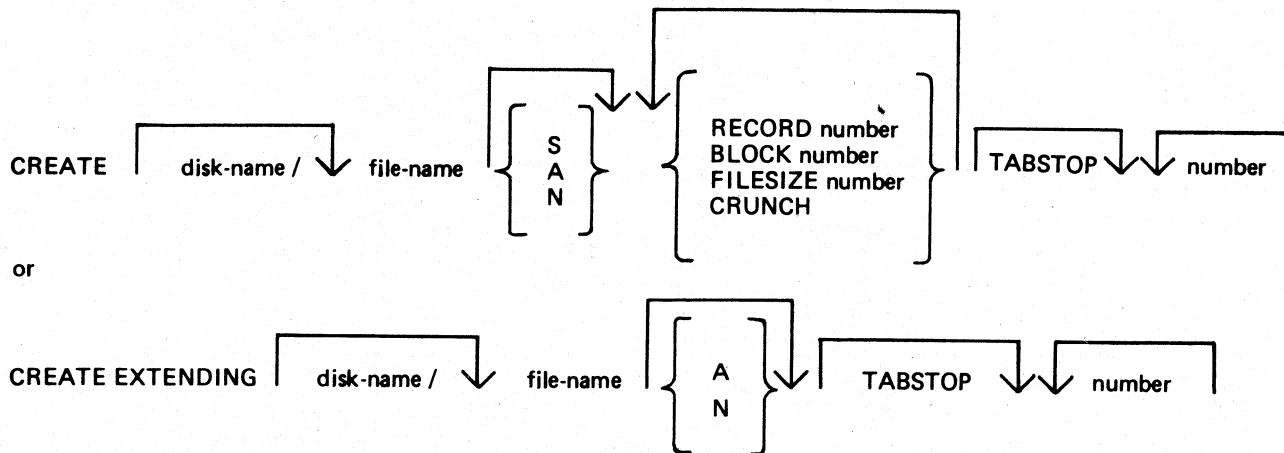 CREATE disk-name / file-name { S A N } { RECORD number BLOCK number FILESIZE number CRUNCH } TABSTOP number
or
CREATE EXTENDING disk-name / file-name { A N } TABSTOP number